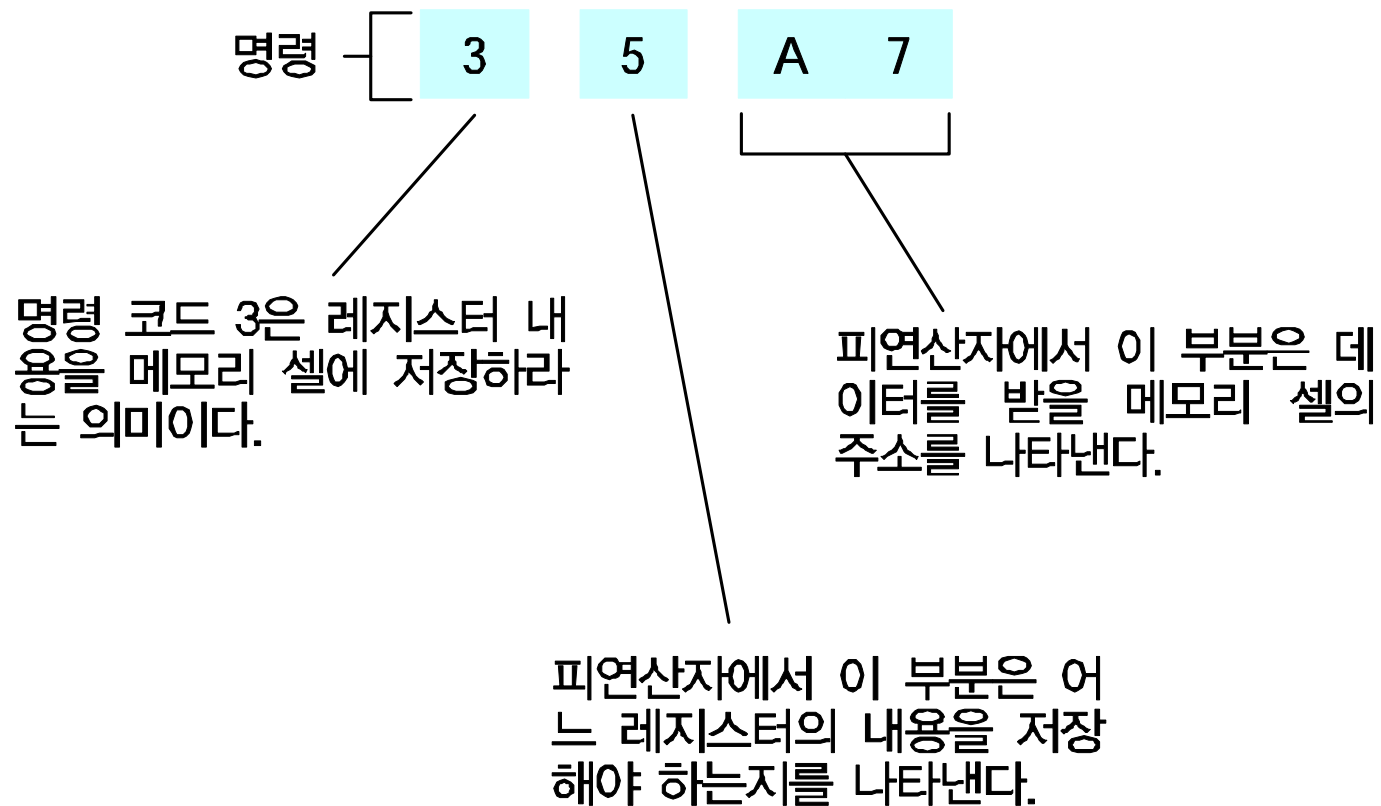 명령 3 5 A 7
명령 코드 3은 레지스터 내
용을 메모리 셀에 저장하라
는 의미이다.
피연산자에서 이 부분은 데
이터를 받을 메모리 셀의
주소를 나타낸다.
피연산자에서 이 부분은 어
느 레지스터의 내용을 저장
해야 하는지를 나타낸다.